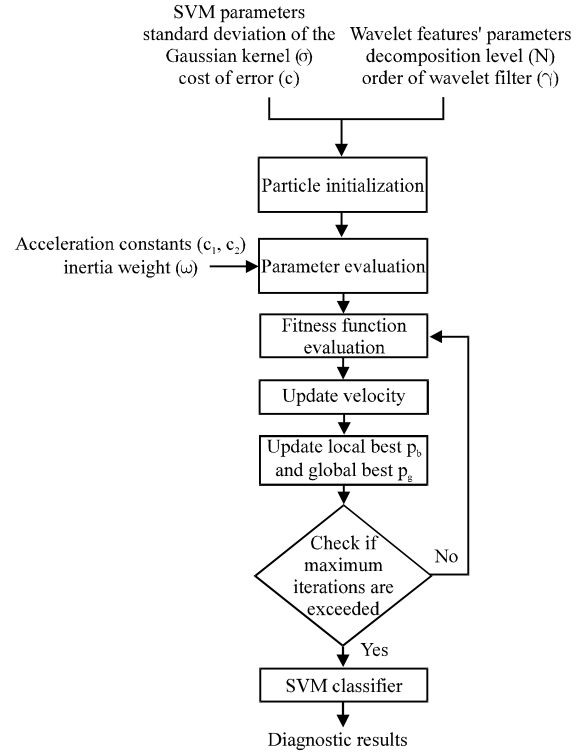 SVM parameters
standard deviation of the
Gaussian kernel (σ)
cost of error (c)
Wavelet features' parameters
decomposition level (N)
order of wavelet filter (γ)
Particle initialization
Acceleration constants (c₁, c₂)
inertia weight (ω)
Parameter evaluation
Fitness function
evaluation
Update velocity
Update local best p_b
and global best p_g
Check if
maximum
iterations are
exceeded
No
Yes
SVM classifier
Diagnostic results